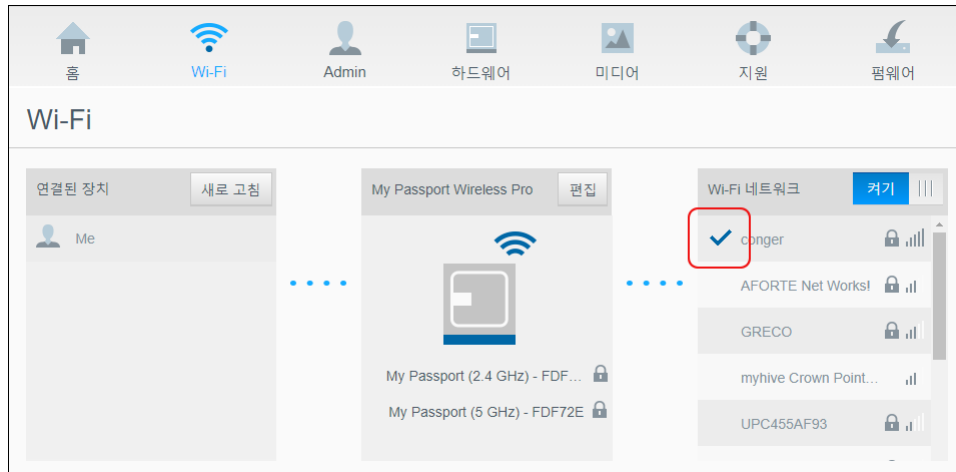 홈 Wi-Fi Admin 하드웨어 미디어 지원 펌웨어
Wi-Fi
연결된 장치 새로 고침
Me
My Passport Wireless Pro 편집
My Passport (2.4 GHz) - FDF...
My Passport (5 GHz) - FDF72E
Wi-Fi 네트워크 켜기
conger
AFORTE Net Works!
GRECO
myhive Crown Point...
UPC455AF93